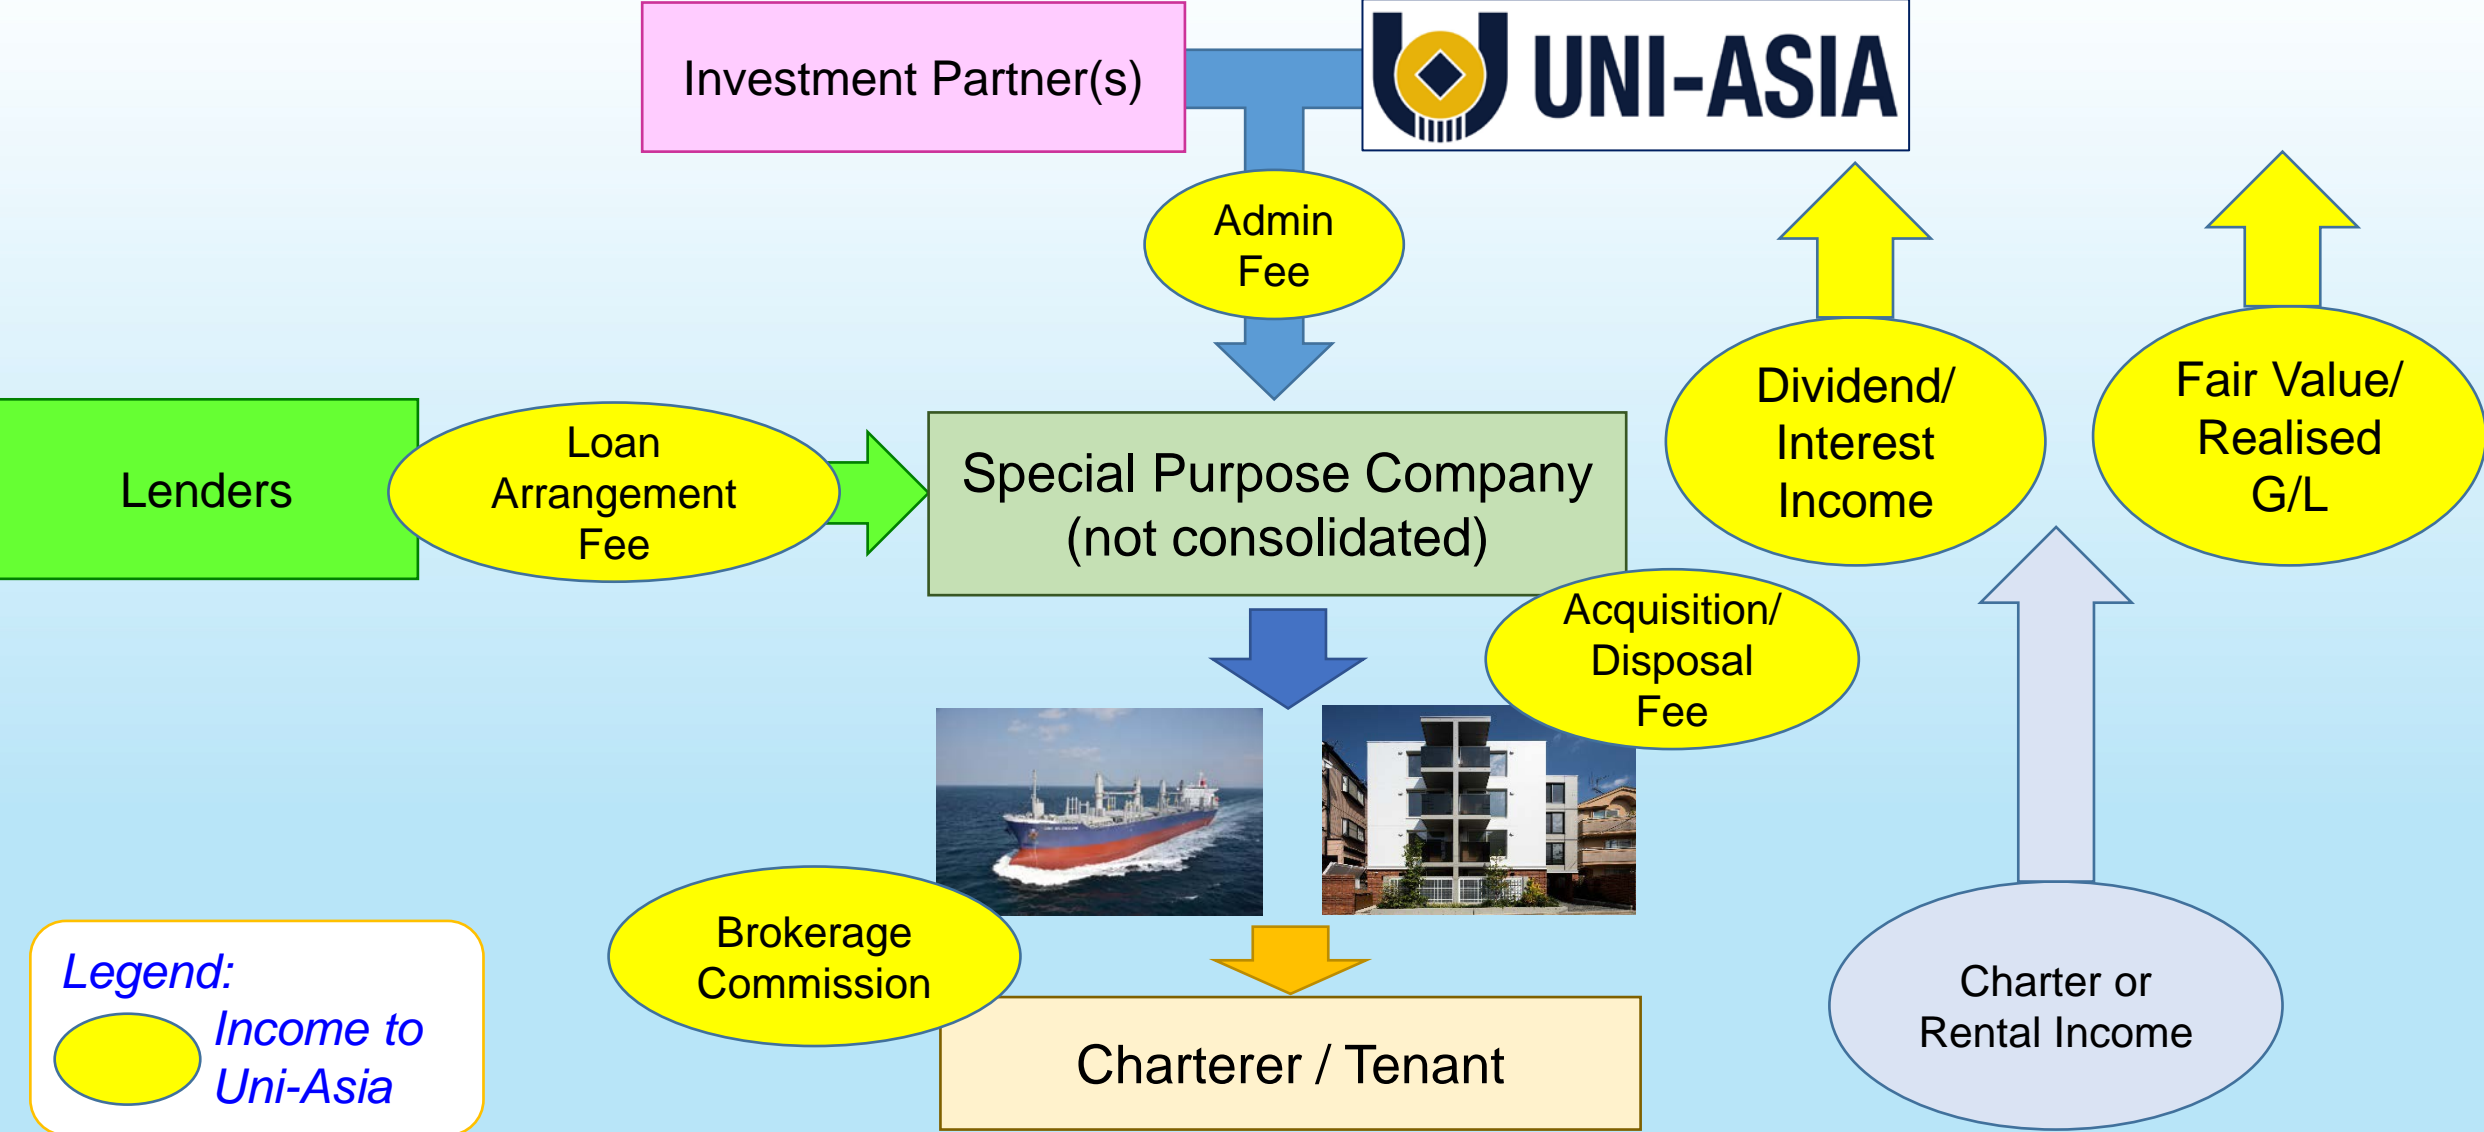 Investment Partner(s)
UNI-ASIA
Admin
Fee
Dividend/
Interest
Income
Fair Value/
Realised
G/L
Lenders
Loan
Arrangement
Fee
Special Purpose Company
(not consolidated)
Acquisition/
Disposal
Fee
Brokerage
Commission
Charterer / Tenant
Charter or
Rental Income
Legend:
Income to
Uni-Asia